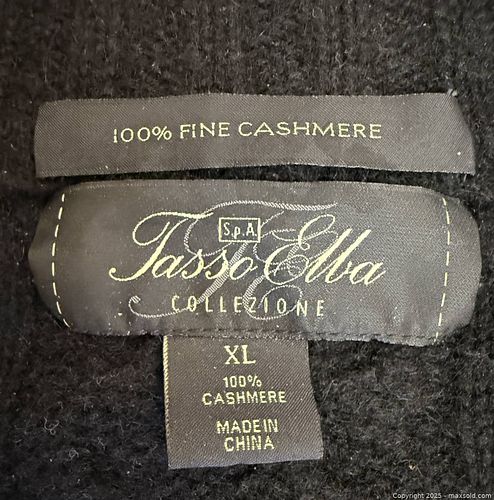 100% FINE CASHMERE
S.p.A.
Tasso Elba
COLLEZIONE
XL
100%
CASHMERE
MADE IN
CHINA
Copyright 2025 - maxsold.com